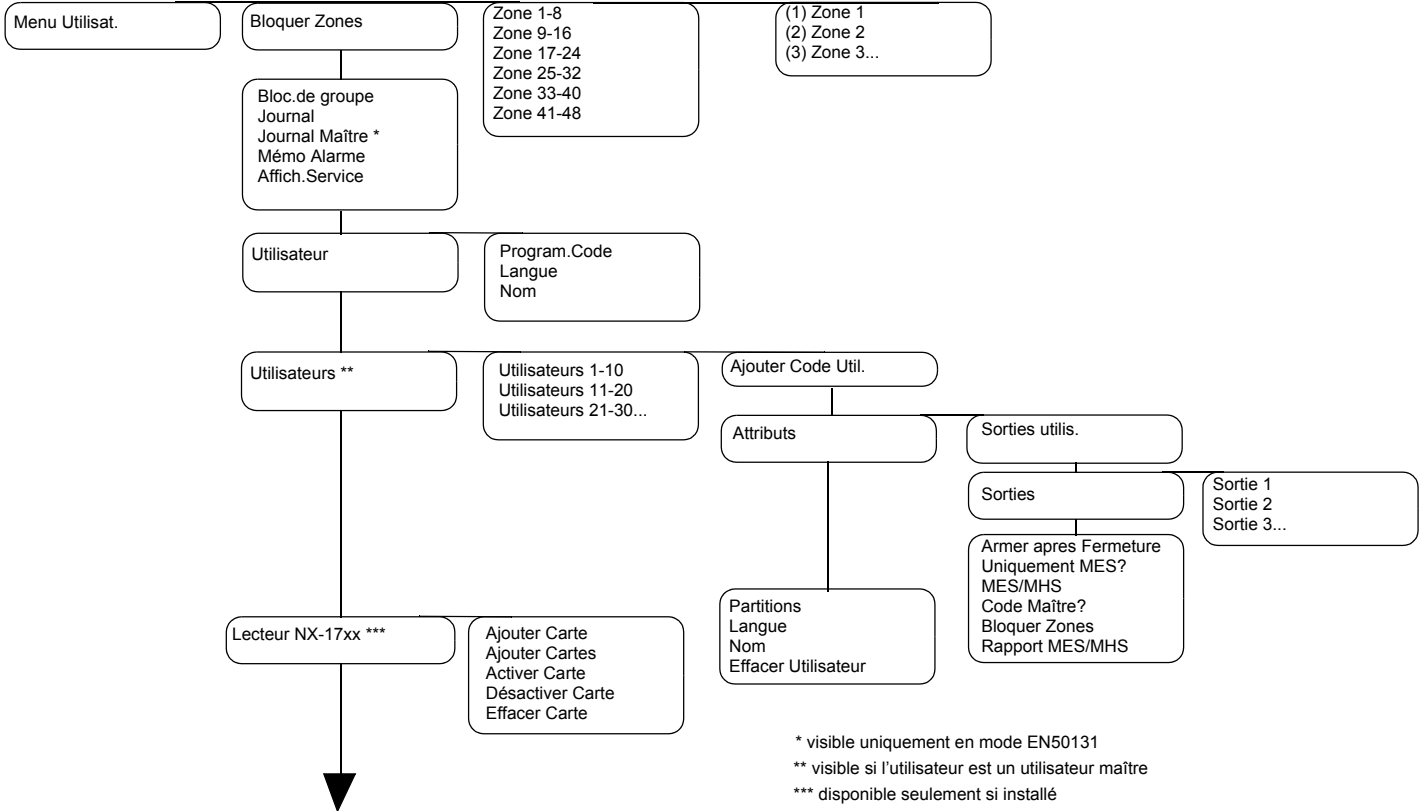 Menu Utilisat.
Bloquer Zones
Zone 1-8
Zone 9-16
Zone 17-24
Zone 25-32
Zone 33-40
Zone 41-48
(1) Zone 1
(2) Zone 2
(3) Zone 3...
Bloc.de groupe
Journal
Journal Maître *
Mémo Alarme
Affich.Service
Utilisateur
Program.Code
Langue
Nom
Utilisateurs **
Utilisateurs 1-10
Utilisateurs 11-20
Utilisateurs 21-30...
Ajouter Code Util.
Attributs
Sorties utilis.
Sorties
Sortie 1
Sortie 2
Sortie 3...
Armer apres Fermeture
Uniquement MES?
MES/MHS
Code Maître?
Bloquer Zones
Rapport MES/MHS
Partitions
Langue
Nom
Effacer Utilisateur
Lecteur NX-17xx ***
Ajouter Carte
Ajouter Cartes
Activer Carte
Désactiver Carte
Effacer Carte
* visible uniquement en mode EN50131
** visible si l'utilisateur est un utilisateur maître
*** disponible seulement si installé